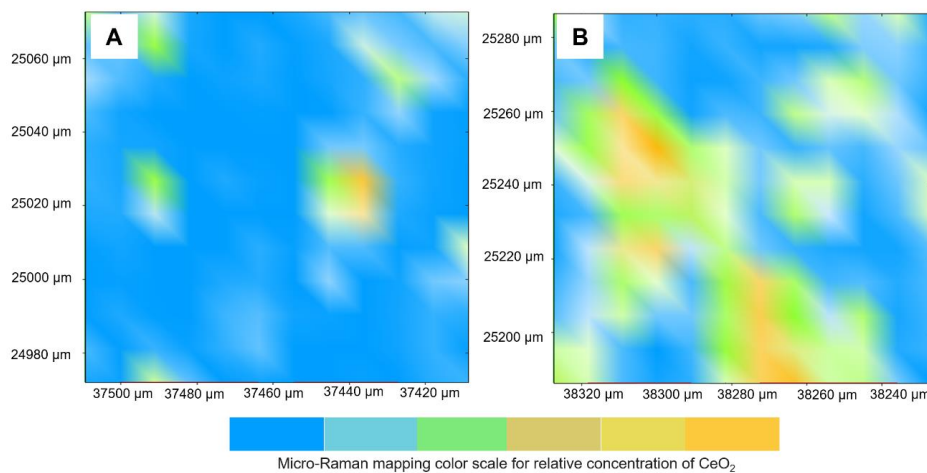 A
B
25060 µm
25040 µm
25020 µm
25000 µm
24980 µm
37500 µm 37480 µm 37460 µm 37440 µm 37420 µm
25280 µm
25260 µm
25240 µm
25220 µm
25200 µm
38320 µm 38300 µm 38280 µm 38260 µm 38240 µm
Micro-Raman mapping color scale for relative concentration of CeO₂